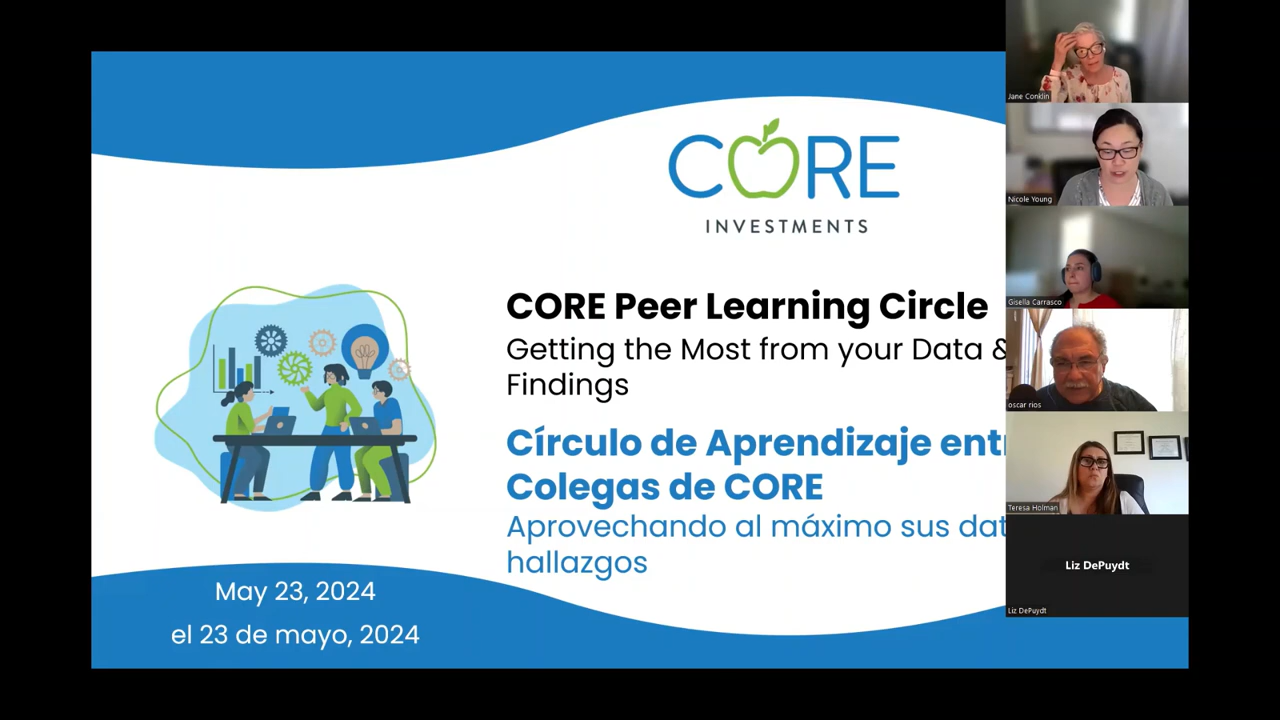 CORE
INVESTMENTS
CORE Peer Learning Circle
Getting the Most from your Data &
Findings
Círculo de Aprendizaje entr
Colegas de CORE
Aprovechando al máximo sus dat
hallazgos
May 23, 2024
el 23 de mayo, 2024
Jane Conklin
Nicole Young
Gisella Carrasco
oscar rios
Teresa Holman
Liz DePuydt
Liz DePuydt